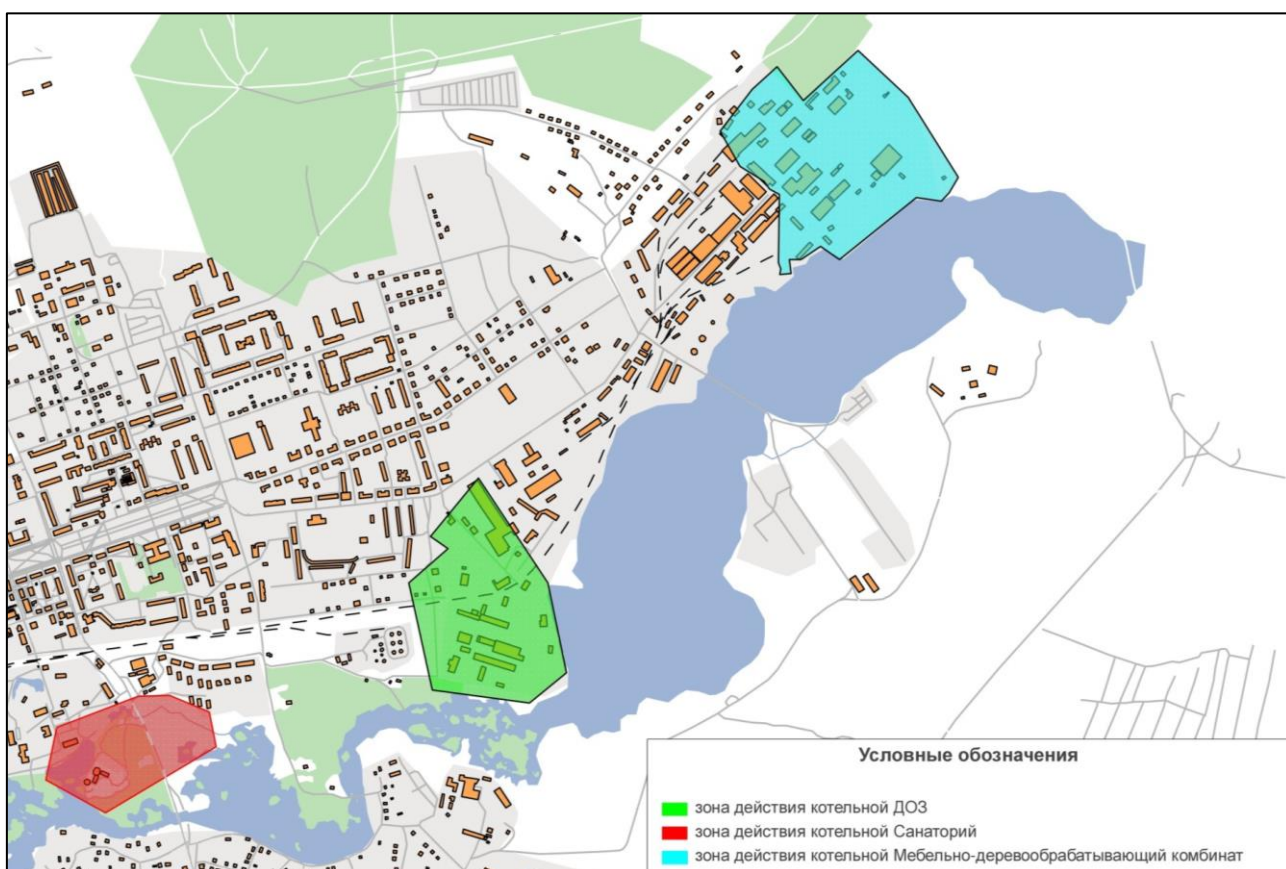 Условные обозначения
зона действия котельной ДОЗ
зона действия котельной Санаторий
зона действия котельной Мебельно-деревообрабатывающий комбинат